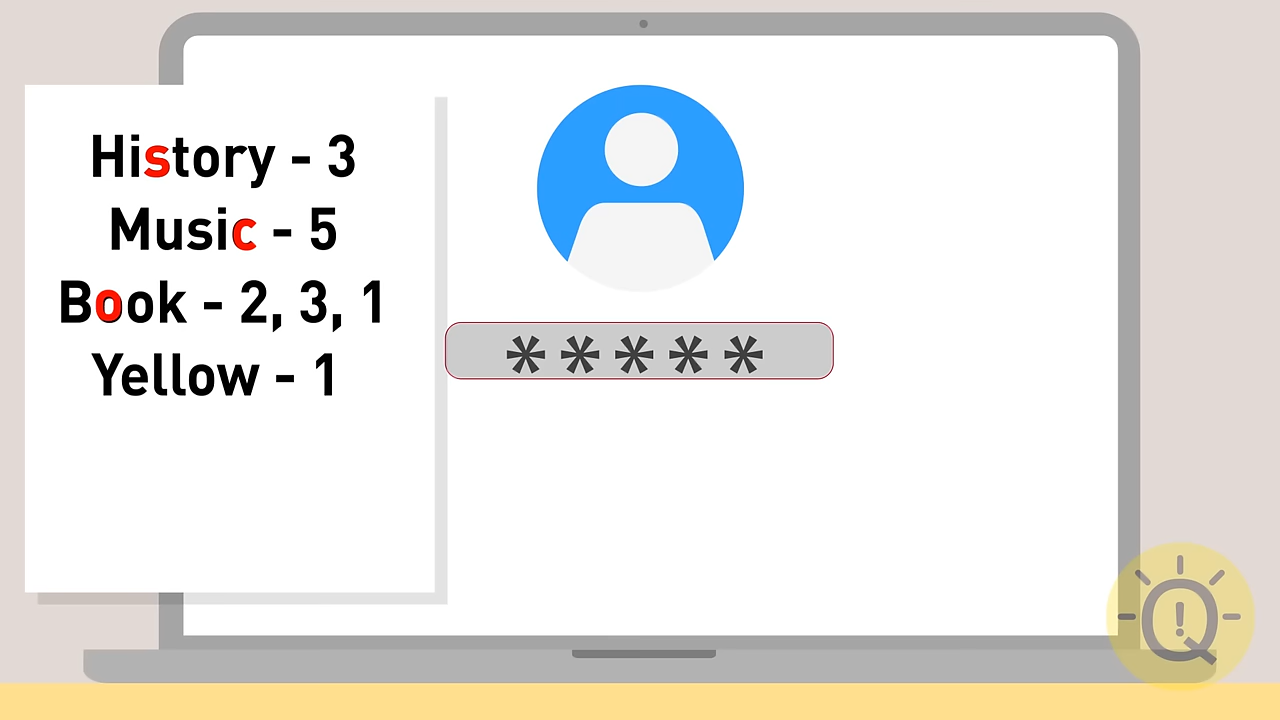 History - 3
Music - 5
Book - 2, 3, 1
Yellow - 1
*****
Q!